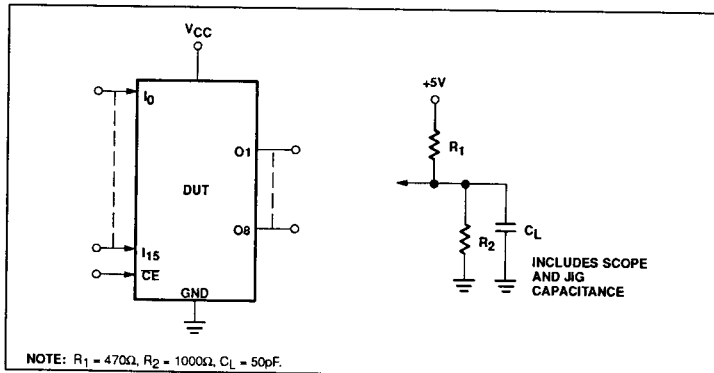 VCC
I0
O1
DUT
O8
I15
CE
GND
+5V
R1
R2
CL
INCLUDES SCOPE
AND JIG
CAPACITANCE
NOTE: R1 = 470Ω, R2 = 1000Ω, CL = 50pF.